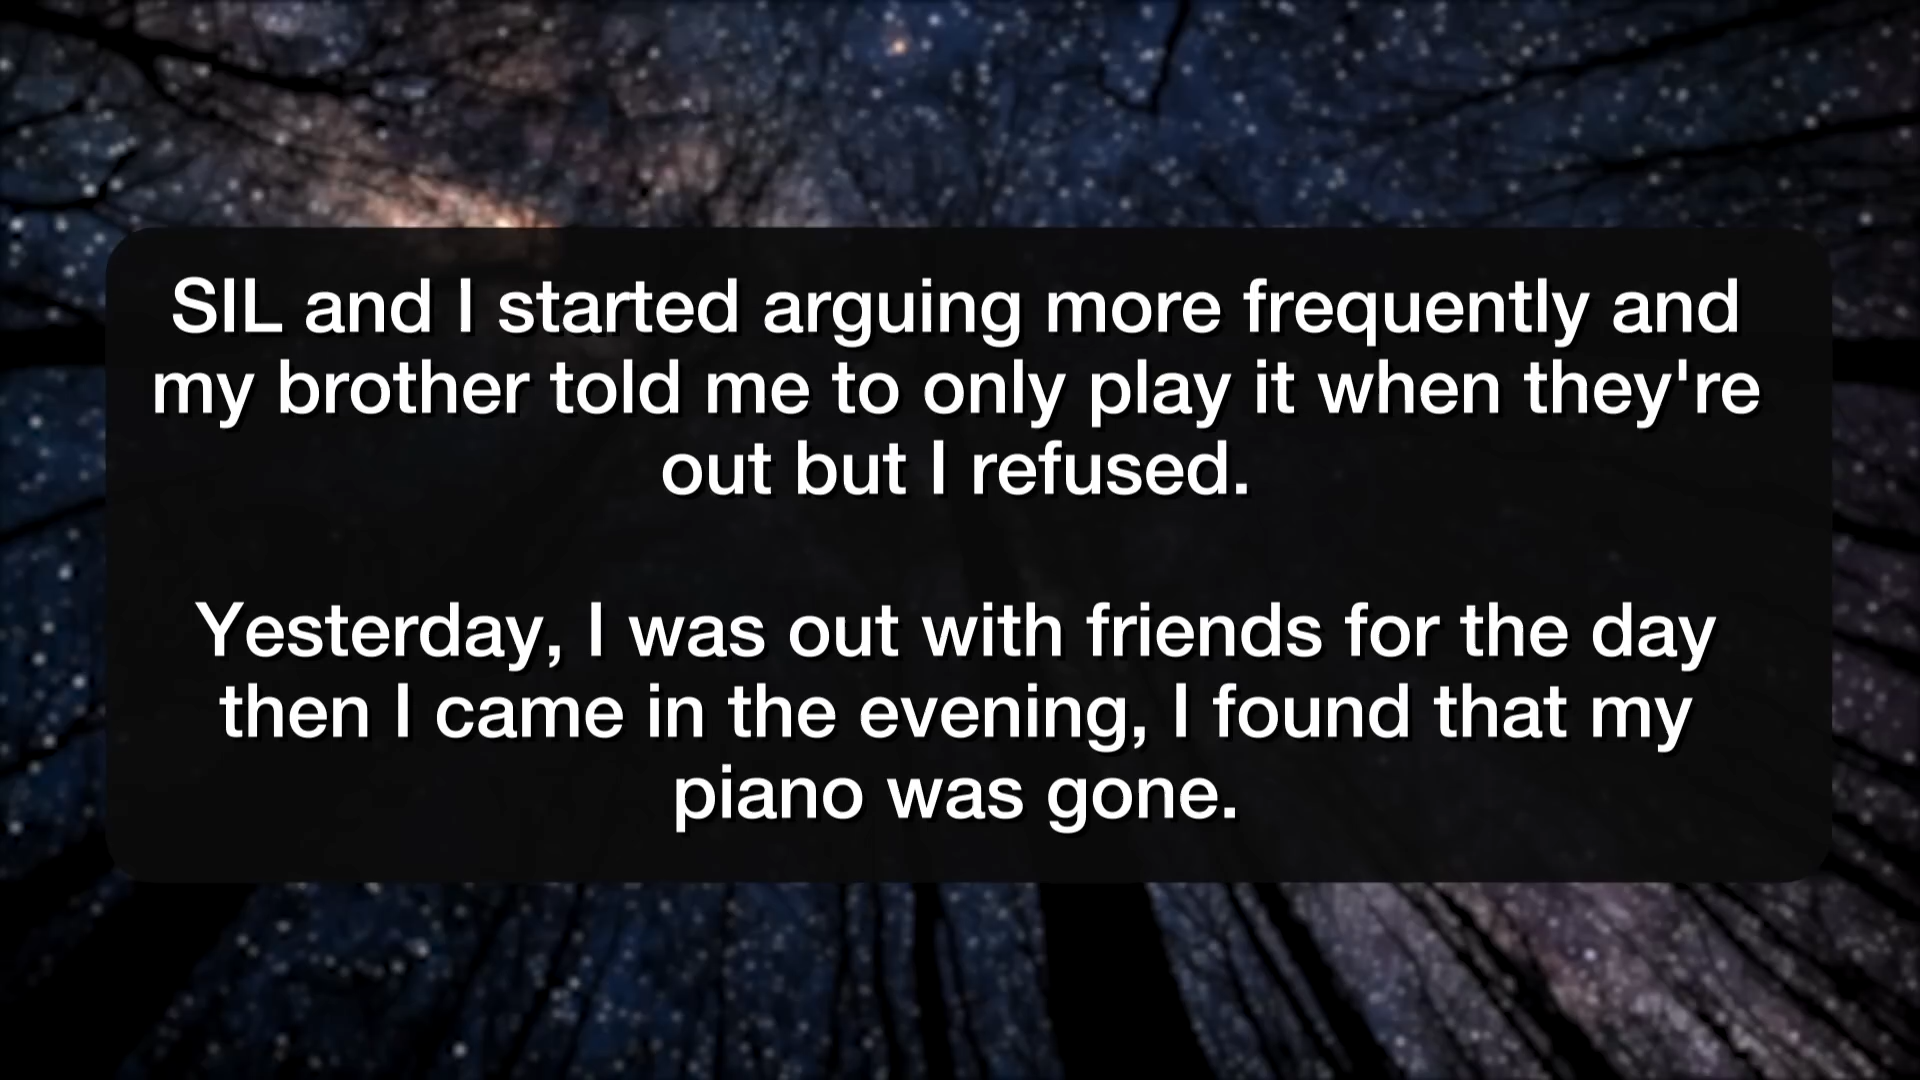 SIL and I started arguing more frequently and
my brother told me to only play it when they're
out but I refused.
Yesterday, I was out with friends for the day
then I came in the evening, I found that my
piano was gone.